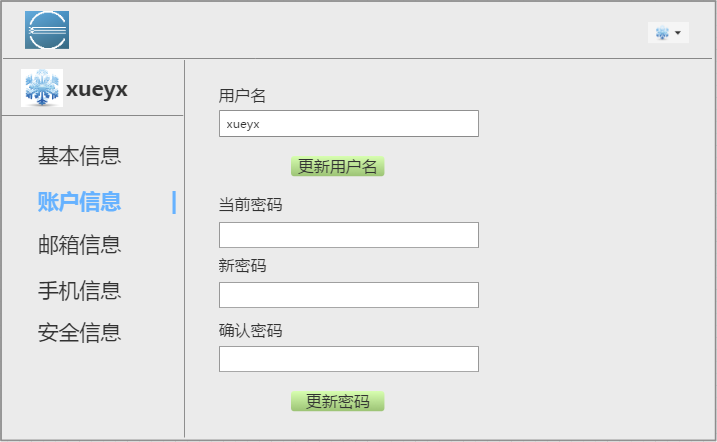 xueyx
基本信息
账户信息
邮箱信息
手机信息
安全信息
用户名
xueyx
更新用户名
当前密码
新密码
确认密码
更新密码